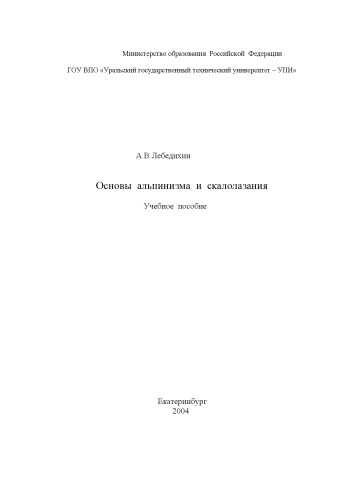 Министерство образования Российской Федерации
ГОУ ВПО «Уральский государственный технический университет – УПИ»
А.В.Лебедихин
Основы альпинизма и скалолазания
Учебное пособие
Екатеринбург
2004